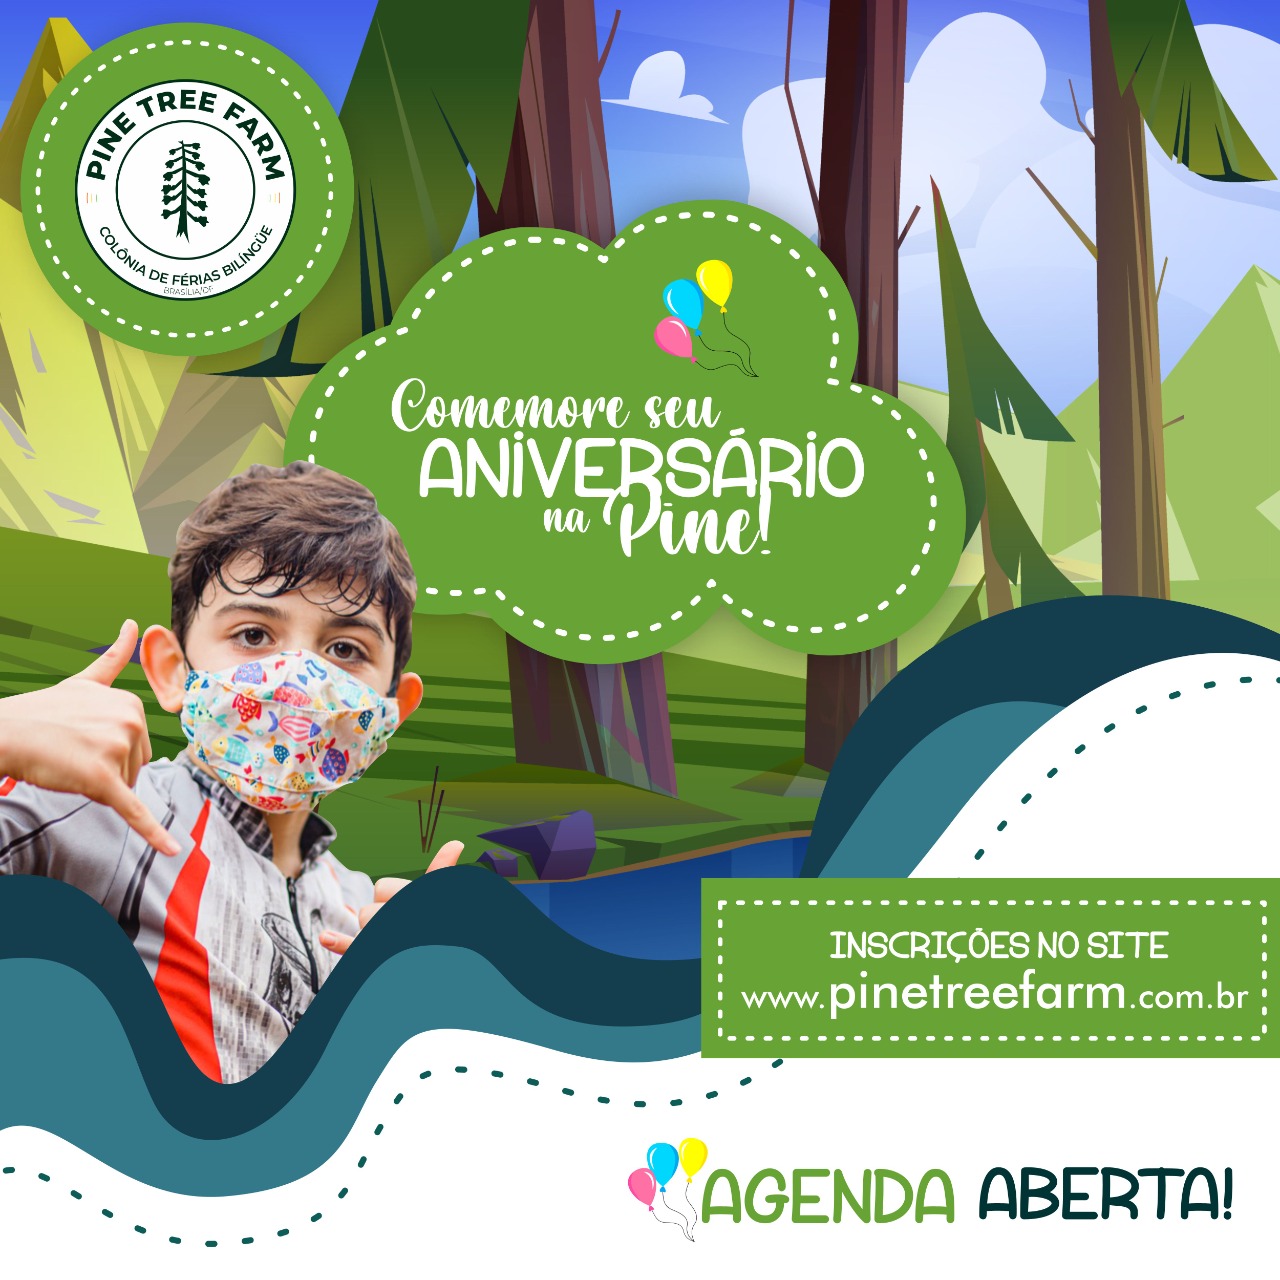 PINE TREE FARM
COLÔNIA DE FÉRIAS BILÍNGÜE
BRASÍLIA/DF
Comemore seu
ANIVERSÁRIO
na Pine!
INSCRIÇÕES NO SITE
www.pinetreefarm.com.br
AGENDA ABERTA!